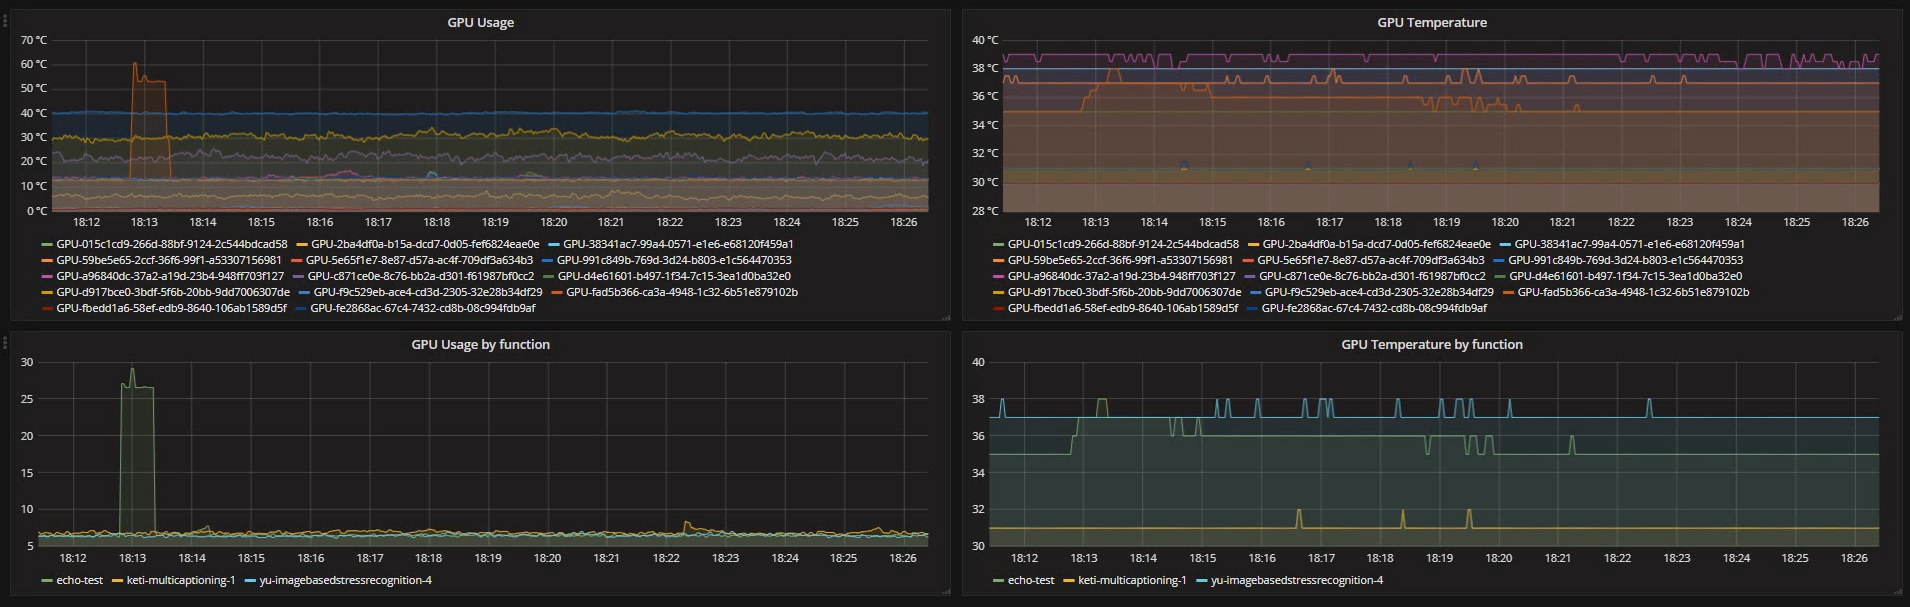 GPU Usage
70 °C
60 °C
50 °C
40 °C
30 °C
20 °C
10 °C
0 °C
18:12 18:13 18:14 18:15 18:16 18:17 18:18 18:19 18:20 18:21 18:22 18:23 18:24 18:25 18:26
GPU-015c1cd9-266d-88bf-9124-2c544bdcad58 GPU-2ba4df0a-b15a-dcd7-0d05-fef6824eae0e GPU-38341ac7-99a4-0571-e1e6-e68120f459a1
GPU-59be5e65-2ccf-36f6-99f1-a53307156981 GPU-5e65f1e7-8e87-d57a-ac4f-709df3a634b3 GPU-991c849b-769d-3d24-b803-e1c564470353
GPU-a96840dc-37a2-a19d-23b4-948ff703f127 GPU-c871ce0e-8c76-bb2a-d301-f61987bf0cc2 GPU-d4e61601-b497-1f34-7c15-3ea1d0ba32e0
GPU-d917bce0-3bdf-5f6b-20bb-9dd7006307de GPU-f9c529eb-ace4-cd3d-2305-32e28b34df29 GPU-fad5b366-ca3a-4948-1c32-6b51e879102b
GPU-fbedd1a6-58ef-edb9-8640-106ab1589d5f GPU-fe2868ac-67c4-7432-cd8b-08c994fdb9af
GPU Temperature
40 °C
38 °C
36 °C
34 °C
32 °C
30 °C
28 °C
18:12 18:13 18:14 18:15 18:16 18:17 18:18 18:19 18:20 18:21 18:22 18:23 18:24 18:25 18:26
GPU-015c1cd9-266d-88bf-9124-2c544bdcad58 GPU-2ba4df0a-b15a-dcd7-0d05-fef6824eae0e GPU-38341ac7-99a4-0571-e1e6-e68120f459a1
GPU-59be5e65-2ccf-36f6-99f1-a53307156981 GPU-5e65f1e7-8e87-d57a-ac4f-709df3a634b3 GPU-991c849b-769d-3d24-b803-e1c564470353
GPU-a96840dc-37a2-a19d-23b4-948ff703f127 GPU-c871ce0e-8c76-bb2a-d301-f61987bf0cc2 GPU-d4e61601-b497-1f34-7c15-3ea1d0ba32e0
GPU-d917bce0-3bdf-5f6b-20bb-9dd7006307de GPU-f9c529eb-ace4-cd3d-2305-32e28b34df29 GPU-fad5b366-ca3a-4948-1c32-6b51e879102b
GPU-fbedd1a6-58ef-edb9-8640-106ab1589d5f GPU-fe2868ac-67c4-7432-cd8b-08c994fdb9af
GPU Usage by function
30
25
20
15
10
5
18:12 18:13 18:14 18:15 18:16 18:17 18:18 18:19 18:20 18:21 18:22 18:23 18:24 18:25 18:26
echo-test keti-multicaptioning-1 yu-imagebasedstressrecognition-4
GPU Temperature by function
40
38
36
34
32
30
18:12 18:13 18:14 18:15 18:16 18:17 18:18 18:19 18:20 18:21 18:22 18:23 18:24 18:25 18:26
echo-test keti-multicaptioning-1 yu-imagebasedstressrecognition-4